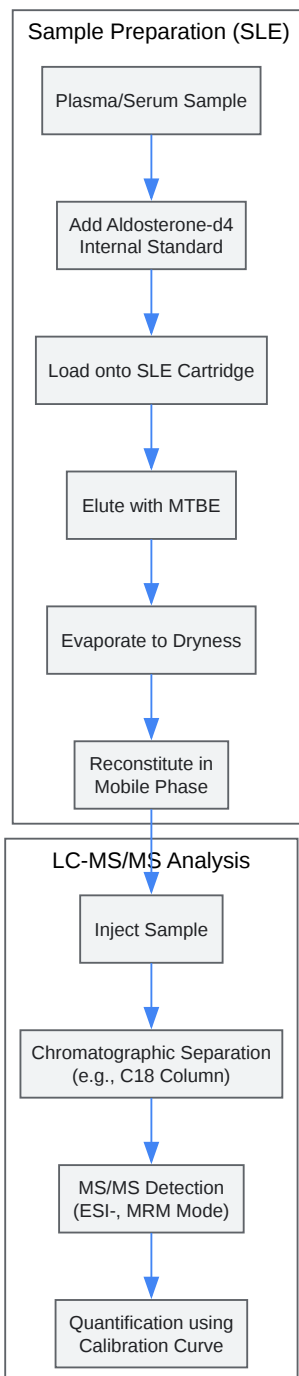 Sample Preparation (SLE)
Plasma/Serum Sample
Add Aldosterone-d4
Internal Standard
Load onto SLE Cartridge
Elute with MTBE
Evaporate to Dryness
Reconstitute in
Mobile Phase
LC-MS/MS Analysis
Inject Sample
Chromatographic Separation
(e.g., C18 Column)
MS/MS Detection
(ESI-, MRM Mode)
Quantification using
Calibration Curve